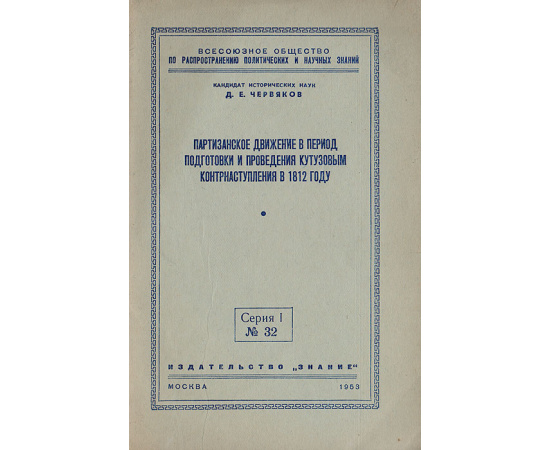 ВСЕСОЮЗНОЕ ОБЩЕСТВО
ПО РАСПРОСТРАНЕНИЮ ПОЛИТИЧЕСКИХ И НАУЧНЫХ ЗНАНИЙ
КАНДИДАТ ИСТОРИЧЕСКИХ НАУК
Д. Е. ЧЕРВЯКОВ
ПАРТИЗАНСКОЕ ДВИЖЕНИЕ В ПЕРИОД
ПОДГОТОВКИ И ПРОВЕДЕНИЯ КУТУЗОВЫМ
КОНТРНАСТУПЛЕНИЯ В 1812 ГОДУ
Серия I
№ 32
ИЗДАТЕЛЬСТВО „ЗНАНИЕ“
МОСКВА 1953